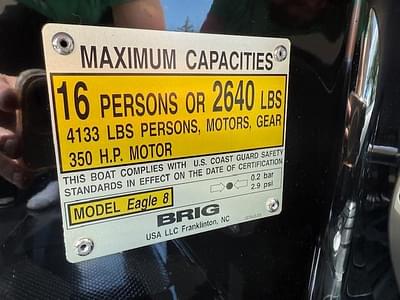 MAXIMUM CAPACITIES
16 PERSONS OR 2640 LBS
4133 LBS PERSONS, MOTORS, GEAR
350 H.P. MOTOR
THIS BOAT COMPLIES WITH U.S. COAST GUARD SAFETY
STANDARDS IN EFFECT ON THE DATE OF CERTIFICATION
MODEL Eagle 8
0.2 bar
2.9 psi
BRIG
USA LLC Franklinton, NC